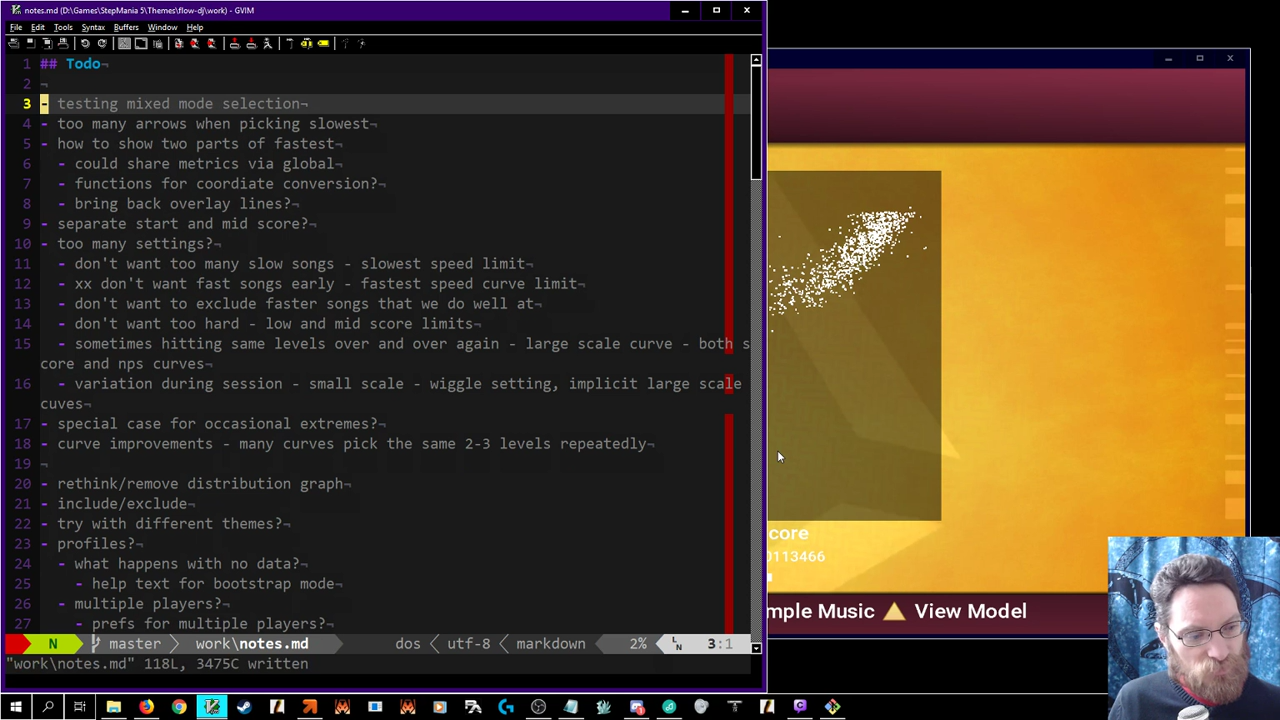 notes.md (D:\Games\StepMania 5\Themes\flow-dj\work) - GVIM
File Edit Tools Syntax Buffers Window Help
1 ## Todo¬
2 ¬
3 - testing mixed mode selection¬
4 - too many arrows when picking slowest¬
5 - how to show two parts of fastest¬
6 - could share metrics via global¬
7 - functions for coordiate conversion?¬
8 - bring back overlay lines?¬
9 - separate start and mid score?¬
10 - too many settings?¬
11 - don't want too many slow songs - slowest speed limit¬
12 - xx don't want fast songs early - fastest speed curve limit¬
13 - don't want to exclude faster songs that we do well at¬
14 - don't want too hard - low and mid score limits¬
15 - sometimes hitting same levels over and over again - large scale curve - both s
core and nps curves¬
16 - variation during session - small scale - wiggle setting, implicit large scale
cuves¬
17 - special case for occasional extremes?¬
18 - curve improvements - many curves pick the same 2-3 levels repeatedly¬
19 ¬
20 - rethink/remove distribution graph¬
21 - include/exclude¬
22 - try with different themes?¬
23 - profiles?¬
24 - what happens with no data?¬
25 - help text for bootstrap mode¬
26 - multiple players?¬
27 - prefs for multiple players?¬
N master work\notes.md dos utf-8 markdown 2% 3:1
"work\notes.md" 118L, 3475C written
core
0113466
mple Music View Model